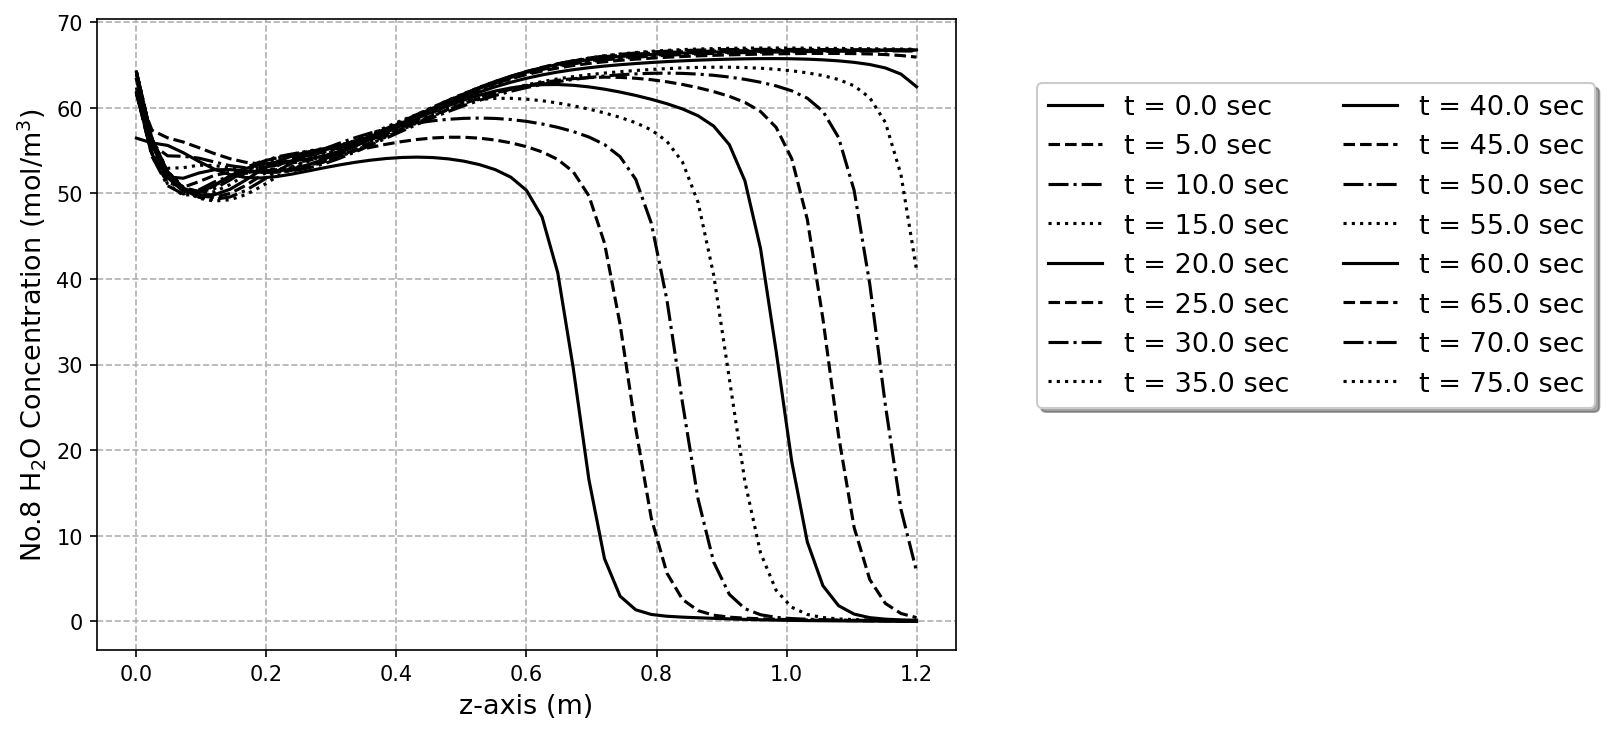 70
60
50
40
30
20
10
0
No.8 H₂O Concentration (mol/m³)
0.0 0.2 0.4 0.6 0.8 1.0 1.2
z-axis (m)
t = 0.0 sec
t = 5.0 sec
t = 10.0 sec
t = 15.0 sec
t = 20.0 sec
t = 25.0 sec
t = 30.0 sec
t = 35.0 sec
t = 40.0 sec
t = 45.0 sec
t = 50.0 sec
t = 55.0 sec
t = 60.0 sec
t = 65.0 sec
t = 70.0 sec
t = 75.0 sec